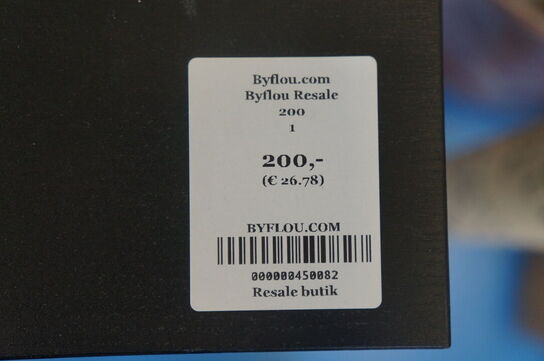 Byflou.com
Byflou Resale
200
1
200,-
(€ 26.78)
BYFLOU.COM
000000450082
Resale butik